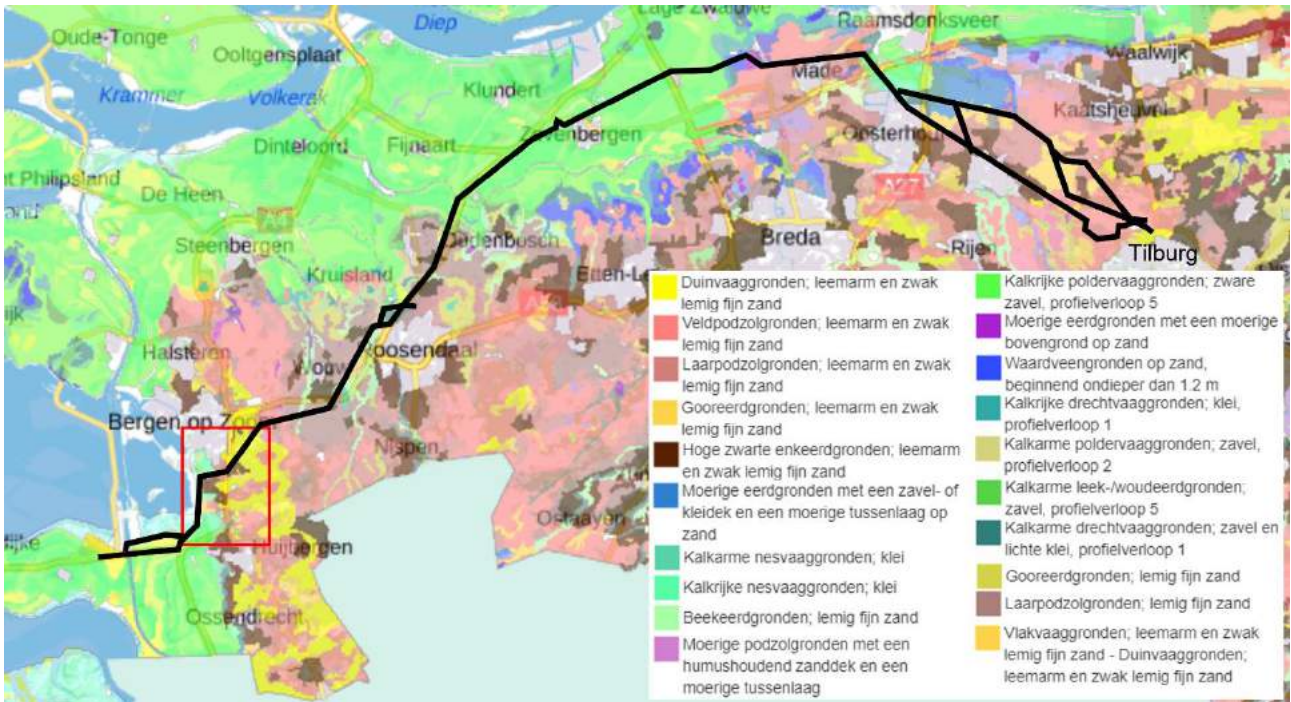 Diep
Lage Zwaluwe
Raamsdonksveer
Oude-Tonge
Ooltgensplaat
Waalwijk
Made
Krammer
Volkerak
Klundert
Kaatsheuvel
Zevenbergen
Oosterhout
Dinteloord
Fijnaart
nt Philipsland
De Heen
A27
Steenbergen
Oudenbosch
Breda
Rijen
Tilburg
Kruisland
Etten-Le
Halsteren
Roosendaal
Wouw
Bergen op Zoom
Nispen
Huijbergen
Ossendrecht
Duinvaaggronden; leemarm en zwak
lemig fijn zand
Veldpodzolgronden; leemarm en zwak
lemig fijn zand
Laarpodzolgronden; leemarm en zwak
lemig fijn zand
Gooreerdgronden; leemarm en zwak
lemig fijn zand
Hoge zwarte enkeerdgronden; leemarm
en zwak lemig fijn zand
Moerige eerdgronden met een zavel- of
kleidek en een moerige tussenlaag op
zand
Kalkarme nesvaaggronden; klei
Kalkrijke nesvaaggronden; klei
Beekeerdgronden; lemig fijn zand
Moerige podzolgronden met een
humushoudend zanddek en een
moerige tussenlaag
Kalkrijke poldervaaggronden; zware
zavel, profielverloop 5
Moerige eerdgronden met een moerige
bovengrond op zand
Waardveengronden op zand,
beginnend ondieper dan 1.2 m
Kalkrijke drechtvaaggronden; klei,
profielverloop 1
Kalkarme poldervaaggronden; zavel,
profielverloop 2
Kalkarme leek-/woudeerdgronden;
zavel, profielverloop 5
Kalkarme drechtvaaggronden; zavel en
lichte klei, profielverloop 1
Gooreerdgronden; lemig fijn zand
Laarpodzolgronden; lemig fijn zand
Vlakvaaggronden; leemarm en zwak
lemig fijn zand - Duinvaaggronden;
leemarm en zwak lemig fijn zand